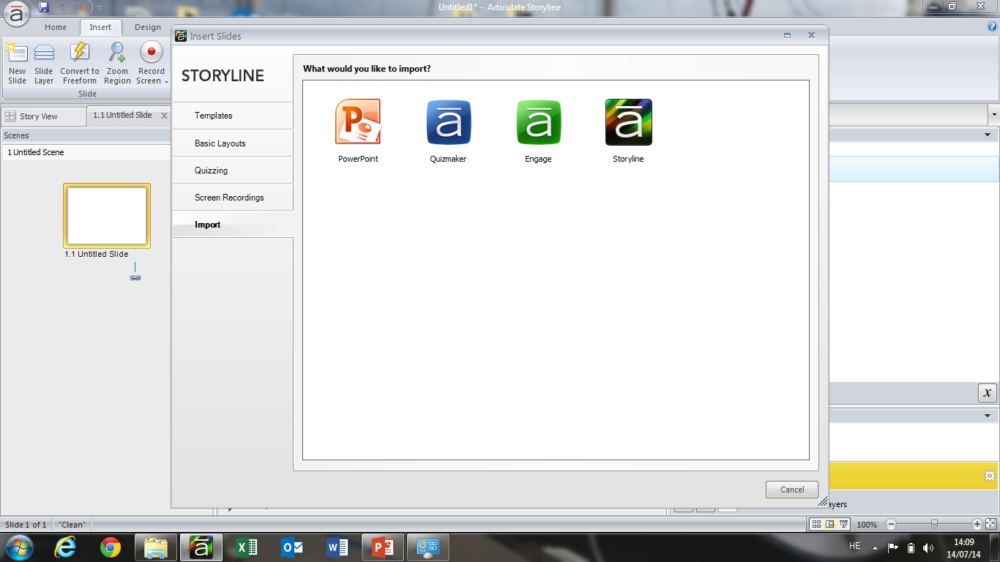 Untitled1* - Articulate Storyline
Home Insert Design
New Slide
Slide Layer
Convert to Freeform
Zoom Region
Record Screen
Slide
Story View
1.1 Untitled Slide
Scenes
1 Untitled Scene
1.1 Untitled Slide
Insert Slides
STORYLINE
Templates
Basic Layouts
Quizzing
Screen Recordings
Import
What would you like to import?
PowerPoint Quizmaker Engage Storyline
Cancel
ayers
Slide 1 of 1 "Clean"
100%
HE
14:09
14/07/14